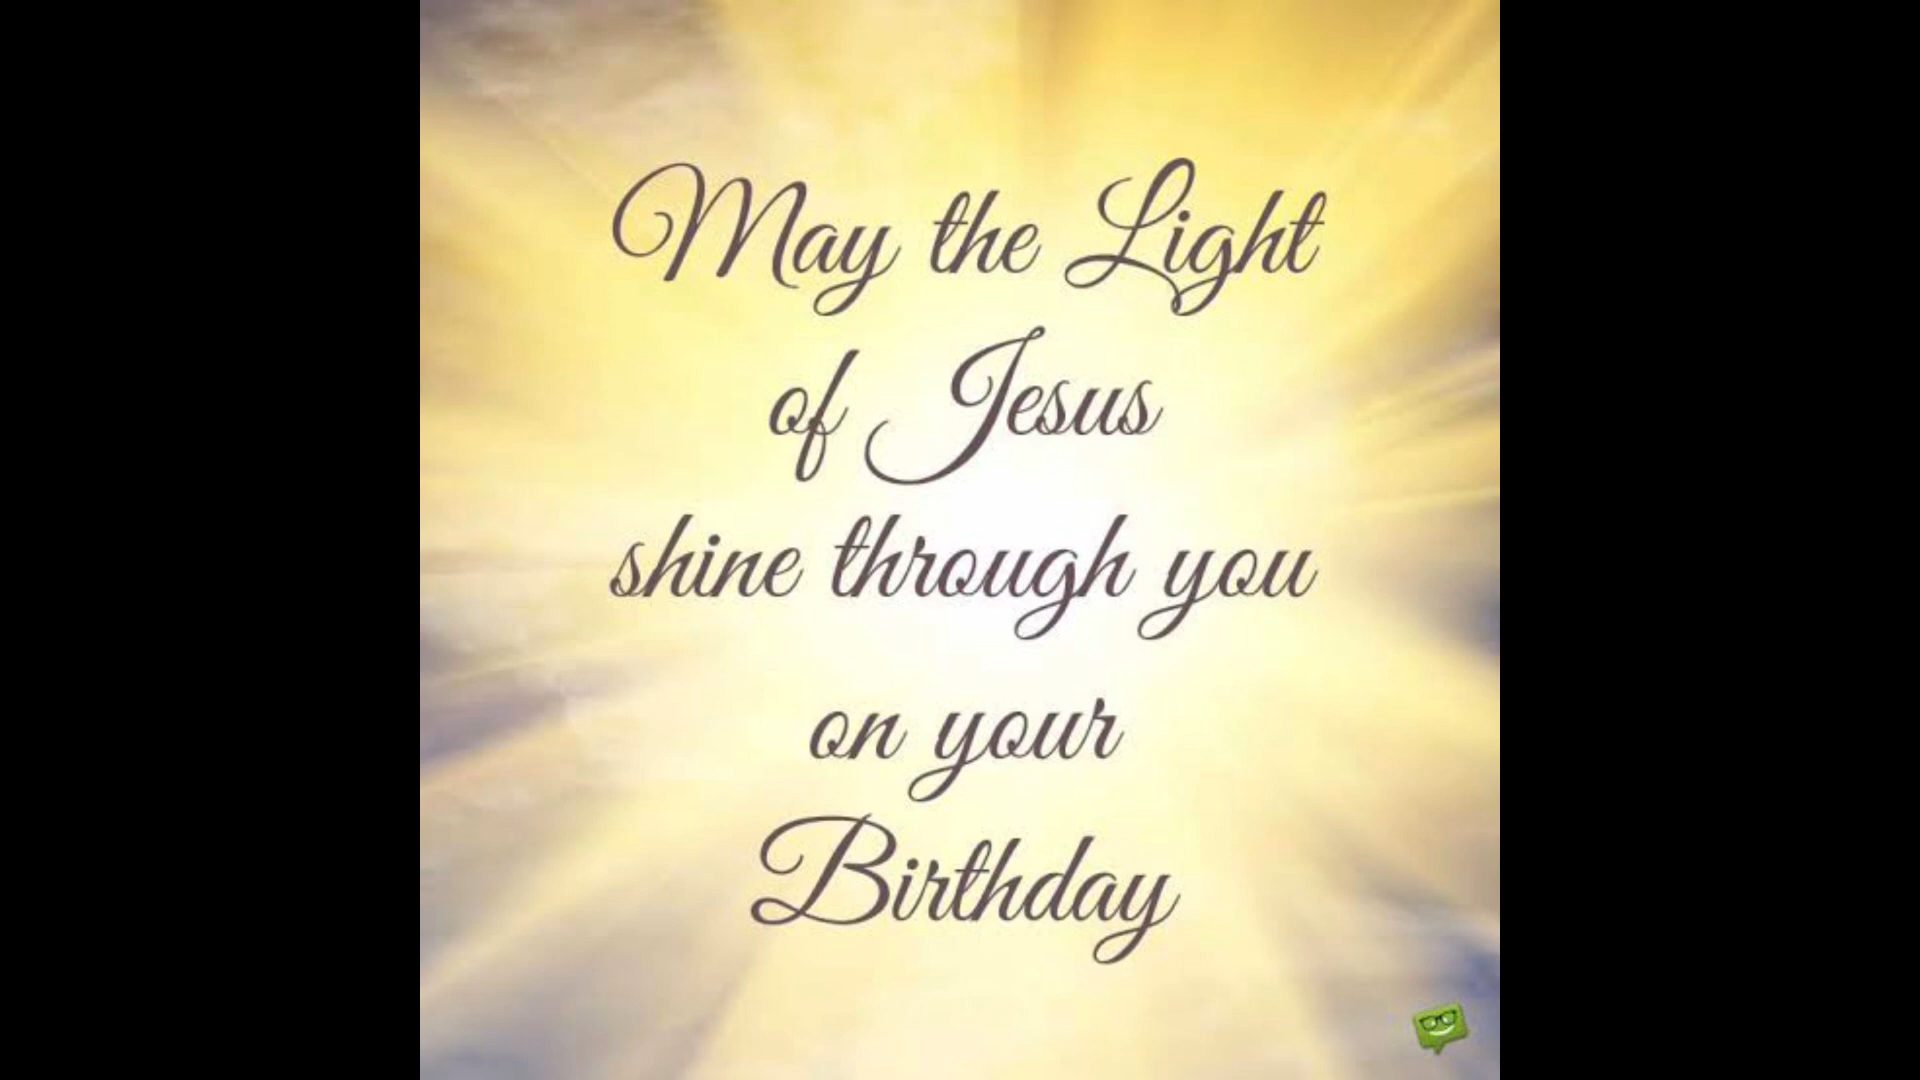 May the Light
of Jesus
shine through you
on your
Birthday